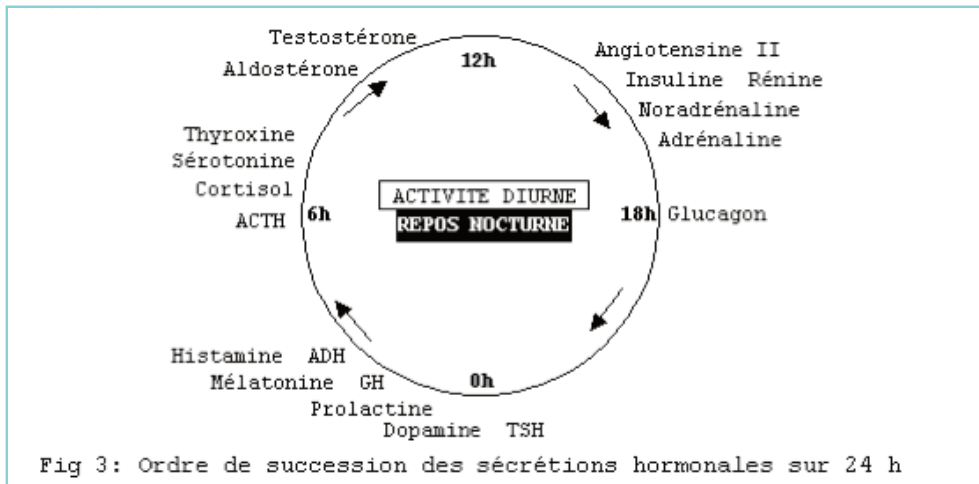 Testostérone
12h
Angiotensine II
Aldostérone
Insuline Rénine
Noradrénaline
Thyroxine
Adrénaline
Sérotonine
Cortisol
ACTIVITE DIURNE
ACTH
6h
REPOS NOCTURNE
18h
Glucagon
Histamine ADH
Mélatonine GH
0h
Prolactine
Dopamine TSH
Fig 3: Ordre de succession des sécrétions hormonales sur 24 h